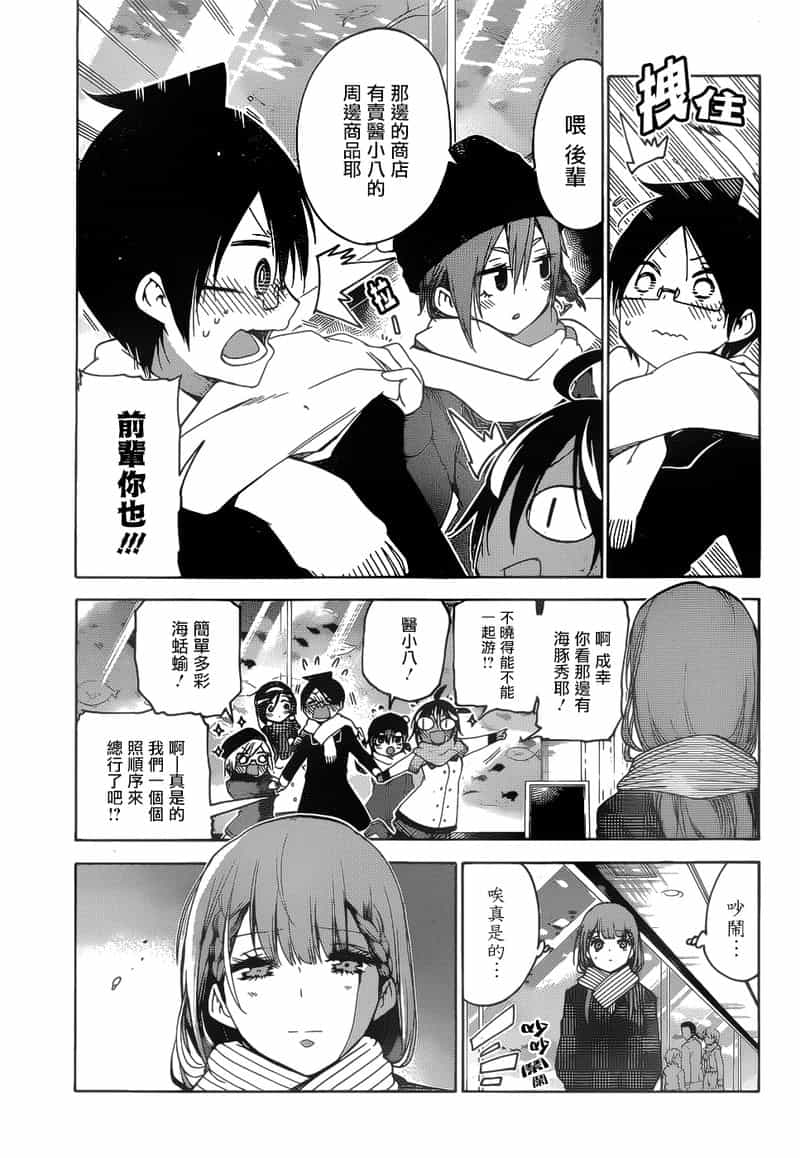 拽住
喂 後輩
那邊的商店
有賣醫小八的
周邊商品耶
拉－
前輩你也!!!
啊 成幸
你看那邊有
海豚秀耶!
不曉得能不能
一起游!?
醫小八!
簡單多彩
海蛞蝓!
啊—真是的
我們一個個
照順序來
總行了吧!?
吵鬧…
唉真是的…
吵吵
鬧鬧